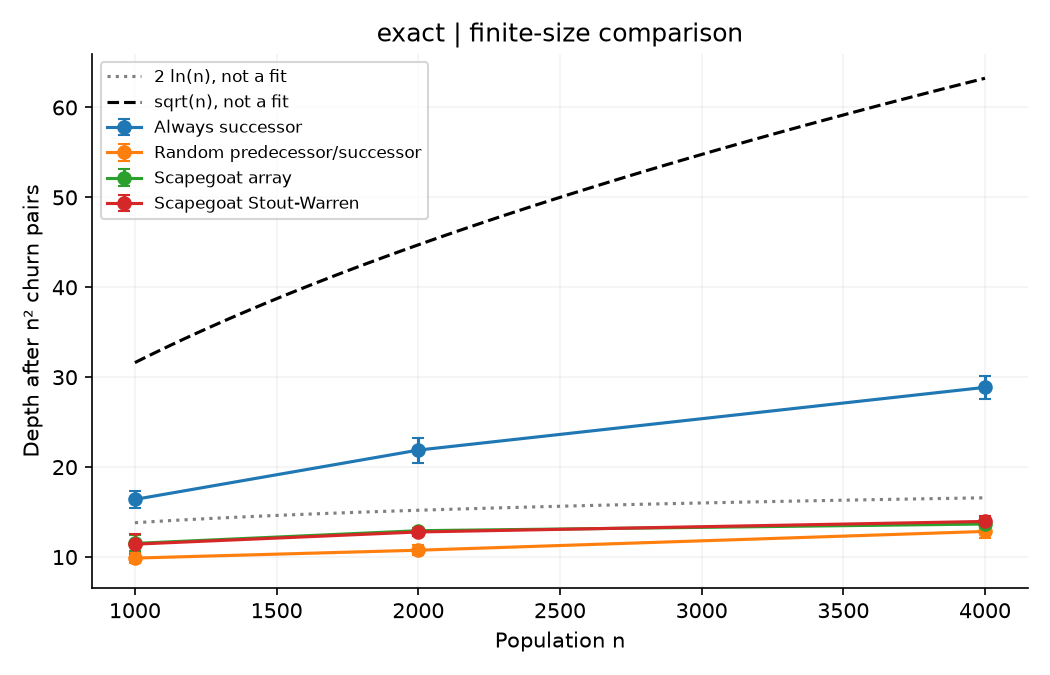 exact | finite-size comparison
2 ln(n), not a fit
sqrt(n), not a fit
Always successor
Random predecessor/successor
Scapegoat array
Scapegoat Stout-Warren
Depth after n² churn pairs
60
50
40
30
20
10
1000
1500
2000
2500
3000
3500
4000
Population n